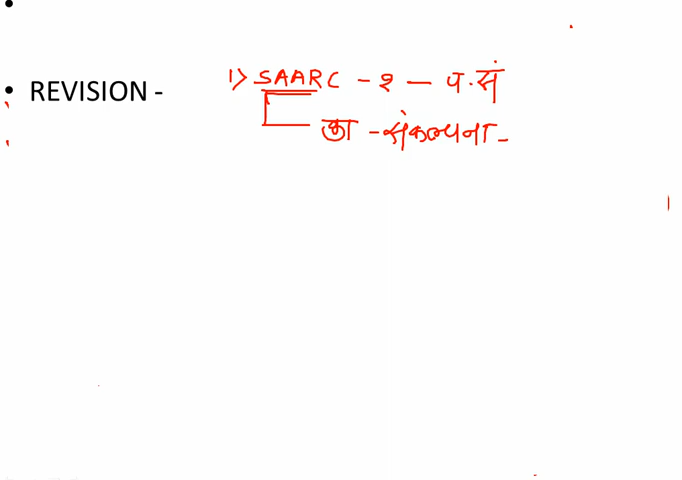 • REVISION - 1) SAARC - २ — प. सं
का - संकल्पना -